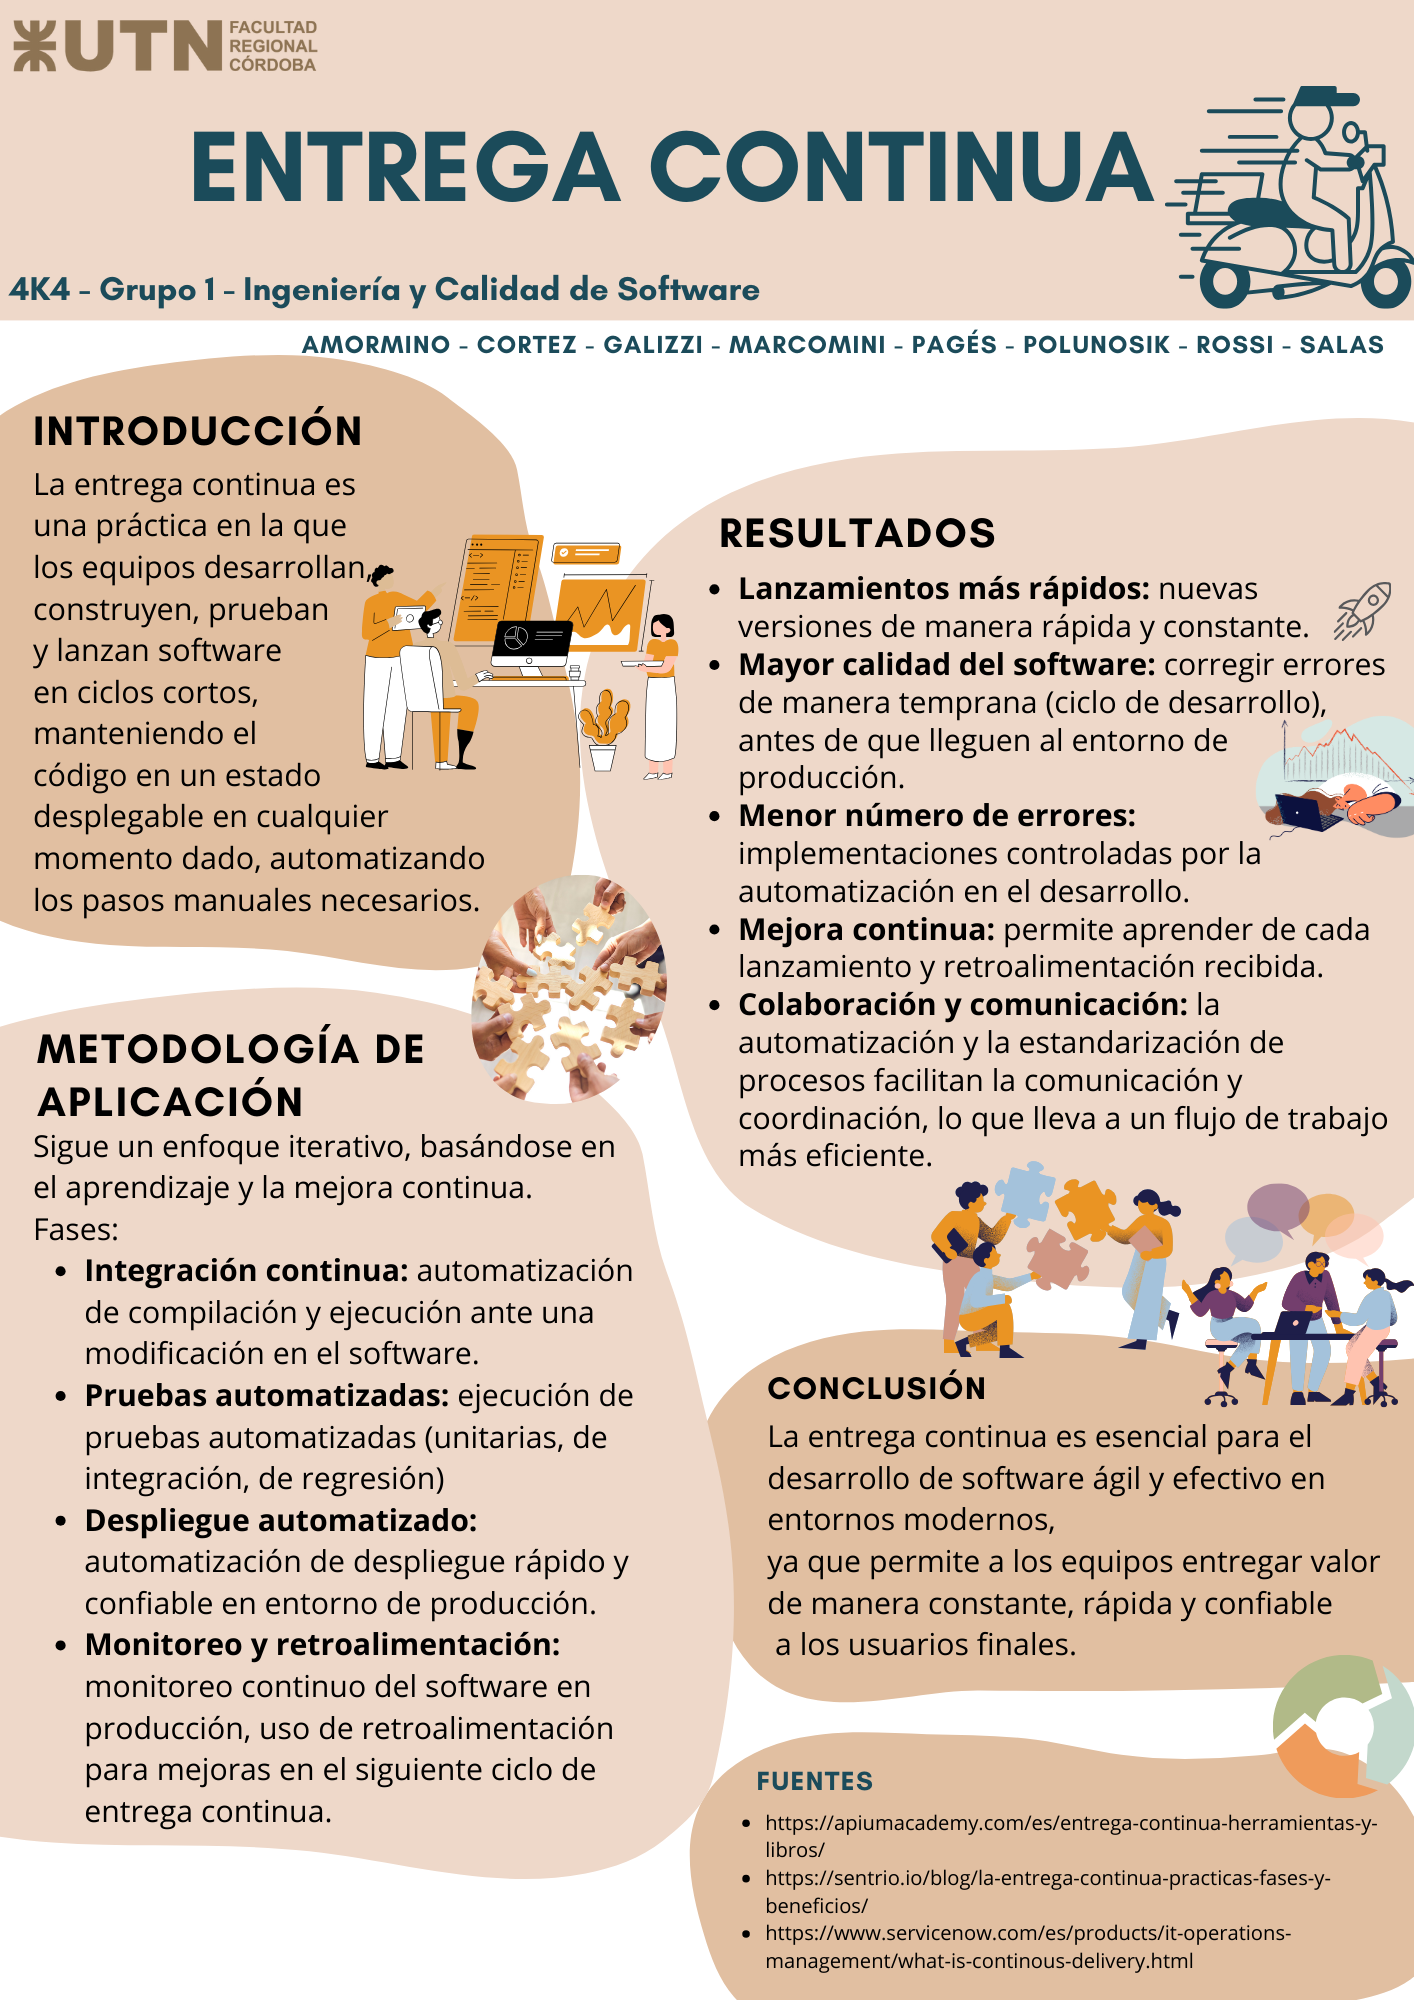 UTN
FACULTAD
REGIONAL
CÓRDOBA
ENTREGA CONTINUA
4K4 - Grupo 1 - Ingeniería y Calidad de Software
AMORMINO - CORTEZ - GALIZZI - MARCOMINI - PAGÉS - POLUNOSIK - ROSSI - SALAS
INTRODUCCIÓN
La entrega continua es
una práctica en la que
los equipos desarrollan,
construyen, prueban
y lanzan software
en ciclos cortos,
manteniendo el
código en un estado
desplegable en cualquier
momento dado, automatizando
los pasos manuales necesarios.
METODOLOGÍA DE
APLICACIÓN
Sigue un enfoque iterativo, basándose en
el aprendizaje y la mejora continua.
Fases:
• Integración continua: automatización
de compilación y ejecución ante una
modificación en el software.
• Pruebas automatizadas: ejecución de
pruebas automatizadas (unitarias, de
integración, de regresión)
• Despliegue automatizado:
automatización de despliegue rápido y
confiable en entorno de producción.
• Monitoreo y retroalimentación:
monitoreo continuo del software en
producción, uso de retroalimentación
para mejoras en el siguiente ciclo de
entrega continua.
RESULTADOS
• Lanzamientos más rápidos: nuevas
versiones de manera rápida y constante.
• Mayor calidad del software: corregir errores
de manera temprana (ciclo de desarrollo),
antes de que lleguen al entorno de
producción.
• Menor número de errores:
implementaciones controladas por la
automatización en el desarrollo.
• Mejora continua: permite aprender de cada
lanzamiento y retroalimentación recibida.
• Colaboración y comunicación: la
automatización y la estandarización de
procesos facilitan la comunicación y
coordinación, lo que lleva a un flujo de trabajo
más eficiente.
CONCLUSIÓN
La entrega continua es esencial para el
desarrollo de software ágil y efectivo en
entornos modernos,
ya que permite a los equipos entregar valor
de manera constante, rápida y confiable
a los usuarios finales.
FUENTES
• https://apiumacademy.com/es/entrega-continua-herramientas-y-
libros/
• https://sentrio.io/blog/la-entrega-continua-practicas-fases-y-
beneficios/
• https://www.servicenow.com/es/products/it-operations-
management/what-is-continous-delivery.html